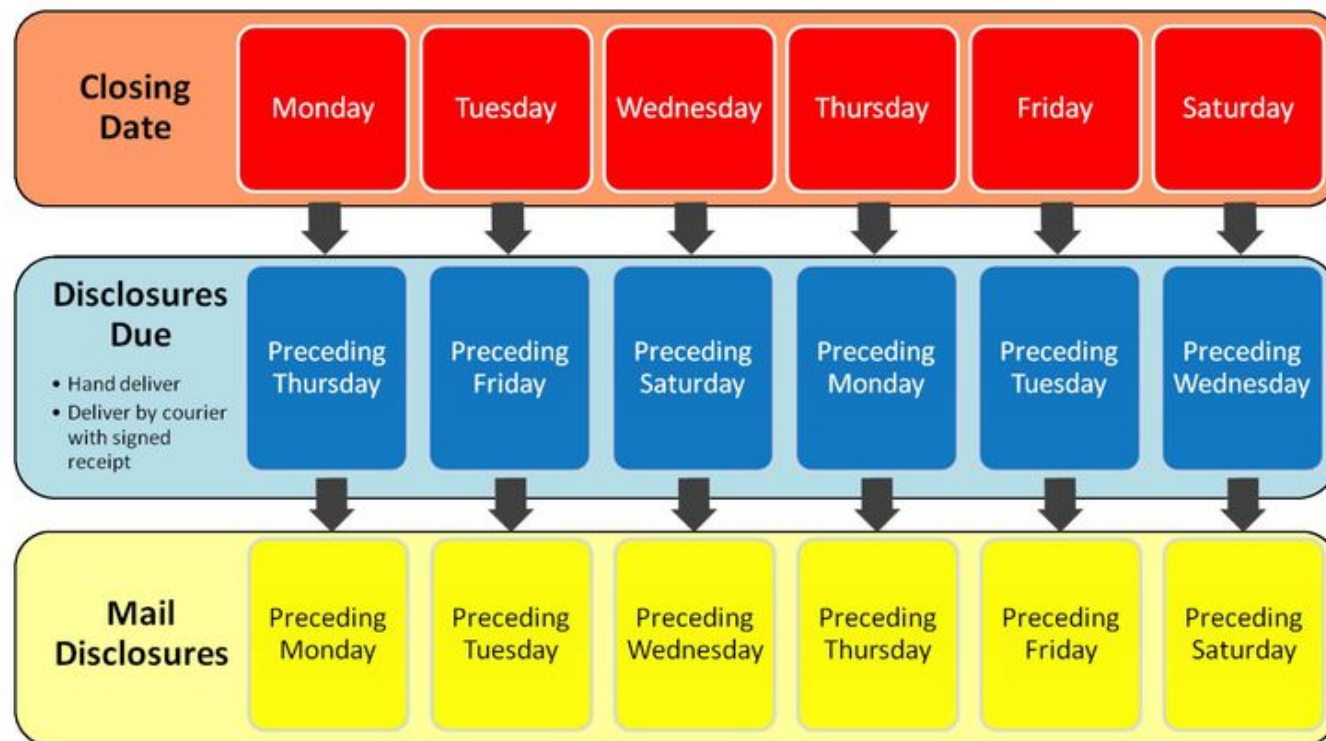 Closing
Date
Monday
Tuesday
Wednesday
Thursday
Friday
Saturday
Disclosures
Due
• Hand deliver
• Deliver by courier
with signed
receipt
Preceding
Thursday
Preceding
Friday
Preceding
Saturday
Preceding
Monday
Preceding
Tuesday
Preceding
Wednesday
Mail
Disclosures
Preceding
Monday
Preceding
Tuesday
Preceding
Wednesday
Preceding
Thursday
Preceding
Friday
Preceding
Saturday